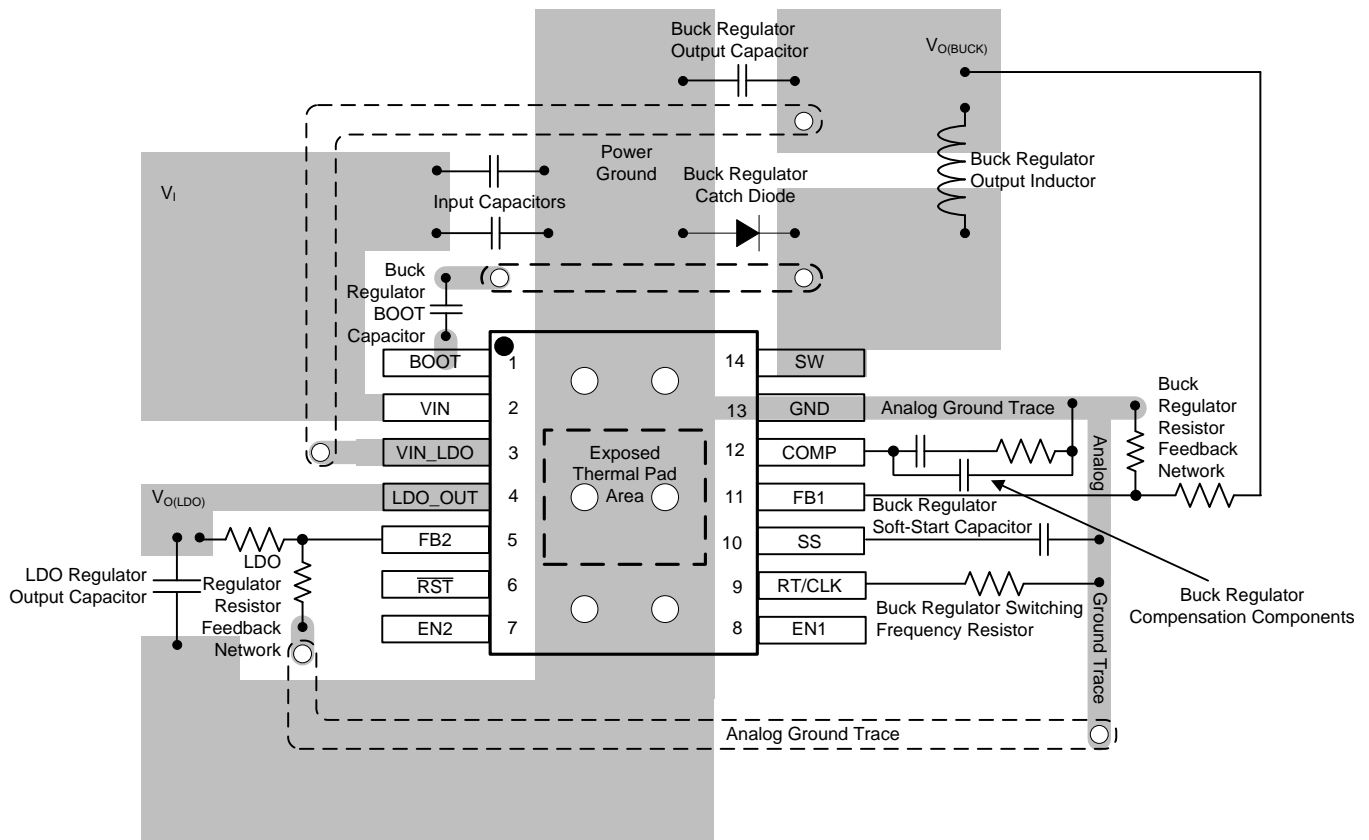 Buck Regulator
Output Capacitor
VO(BUCK)
Power
Ground
Buck Regulator
Catch Diode
Buck Regulator
Output Inductor
VI
Input Capacitors
Buck
Regulator
BOOT
Capacitor
BOOT
1
14
SW
VIN
2
13
GND
Analog Ground Trace
Buck
Regulator
Resistor
Feedback
Network
VIN_LDO
3
12
COMP
Exposed
Thermal Pad
Area
Analog
Ground Trace
VO(LDO)
LDO_OUT
4
11
FB1
Buck Regulator
Soft-Start Capacitor
FB2
5
10
SS
LDO Regulator
Output Capacitor
LDO
Regulator
Resistor
Feedback
Network
RST
6
9
RT/CLK
Buck Regulator Switching
Frequency Resistor
Buck Regulator
Compensation Components
EN2
7
8
EN1
Analog Ground Trace